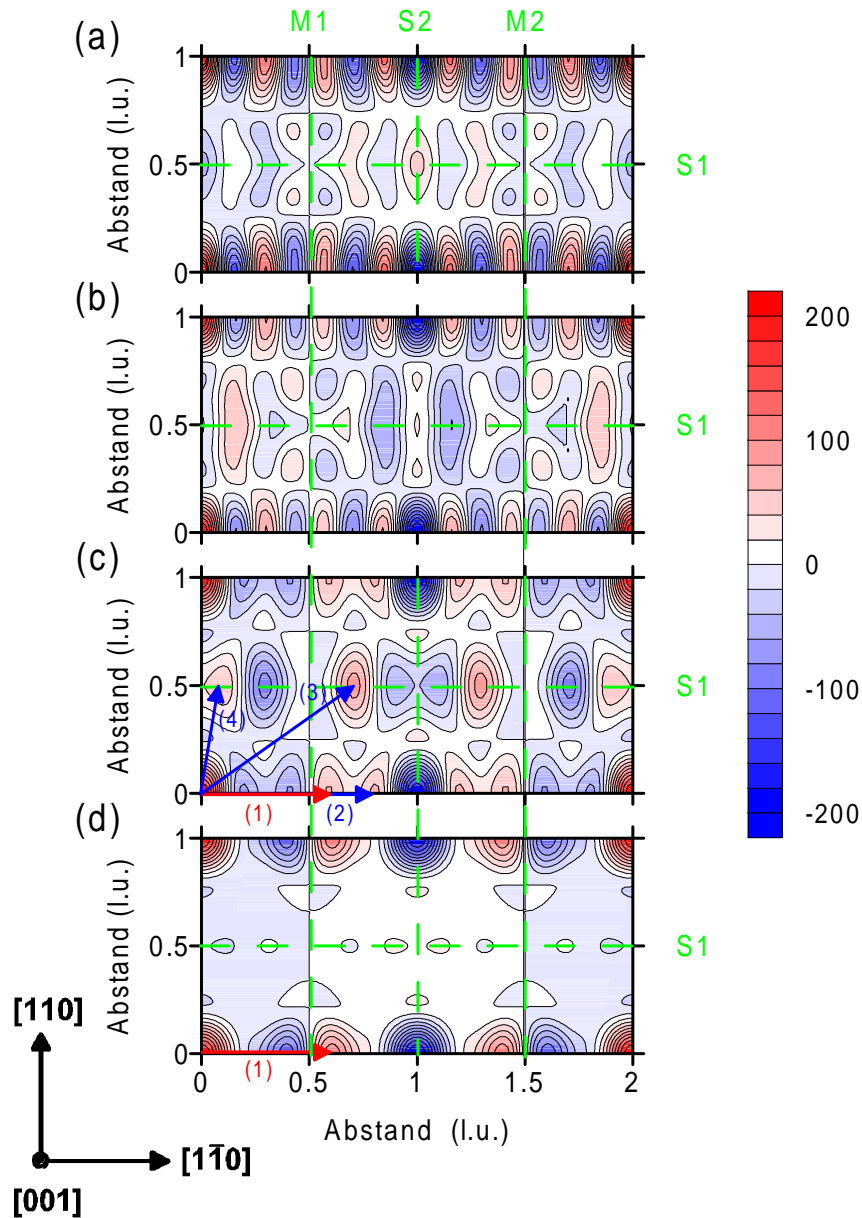 M1 S2 M2
(a)
1
0.5
0
Abstand (l.u.)
S1
(b)
1
0.5
0
Abstand (l.u.)
S1
200
100
0
-100
-200
(c)
1
0.5
0
Abstand (l.u.)
S1
(4)
(3)
(1)
(2)
(d)
1
0.5
0
Abstand (l.u.)
S1
(1)
0 0.5 1 1.5 2
Abstand (l.u.)
[110]
[11̄0]
[001]